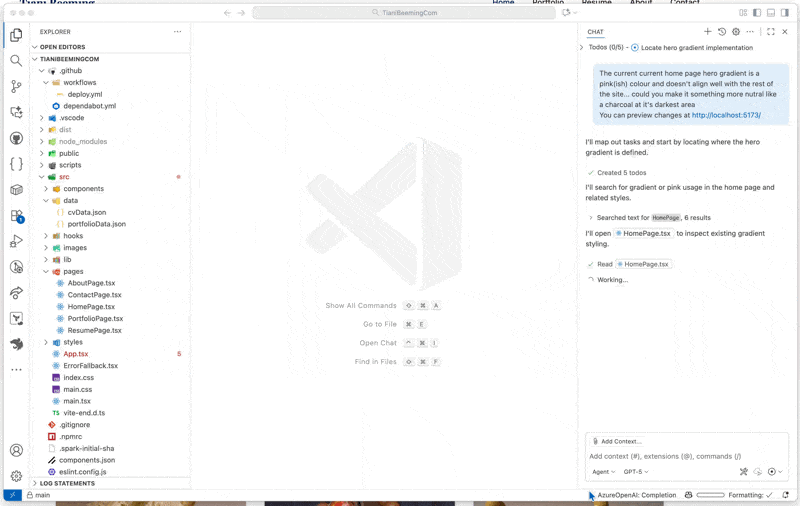 Tiani Beeming
Home Portfolio Resume About Contact
TianiBeemingCom
EXPLORER
OPEN EDITORS
TIANIBEEMINGCOM
.github
workflows
deploy.yml
dependabot.yml
.vscode
dist
node_modules
public
scripts
src
components
data
cvData.json
portfolioData.json
hooks
images
lib
pages
AboutPage.tsx
ContactPage.tsx
HomePage.tsx
PortfolioPage.tsx
ResumePage.tsx
styles
App.tsx 5
ErrorFallback.tsx
index.css
main.css
main.tsx
TS vite-end.d.ts
.gitignore
.npmrc
.spark-initial-sha
components.json
eslint.config.js
LOG STATEMENTS
main
1
Show All Commands ⇧ ⌘ A
Go to File ⌘ E
Open Chat ^ ⌘ I
Find in Files ⇧ ⌘ F
CHAT
Todos (0/5) - Locate hero gradient implementation
The current current home page hero gradient is a
pink(ish) colour and doesn't align well with the rest of
the site... could you make it something more nutral like
a charcoal at it's darkest area
You can preview changes at http://localhost:5173/
I'll map out tasks and start by locating where the hero
gradient is defined.
Created 5 todos
I'll search for gradient or pink usage in the home page and
related styles.
Searched text for HomePage, 6 results
I'll open HomePage.tsx to inspect existing gradient
styling.
Read HomePage.tsx
Working...
Add Context...
Add context (#), extensions (@), commands (/)
Agent GPT-5
AzureOpenAI: Completion
Formatting: ✓